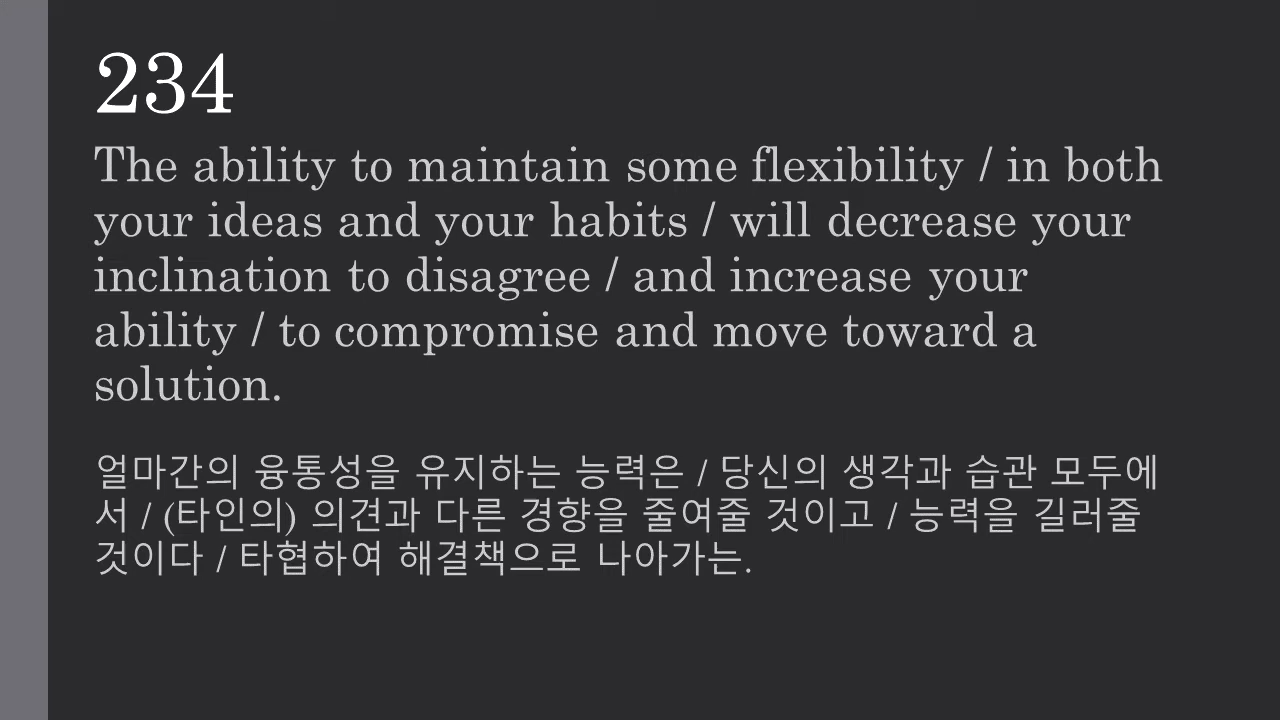 234
The ability to maintain some flexibility / in both
your ideas and your habits / will decrease your
inclination to disagree / and increase your
ability / to compromise and move toward a
solution.
얼마간의 융통성을 유지하는 능력은 / 당신의 생각과 습관 모두에
서 / (타인의) 의견과 다른 경향을 줄여줄 것이고 / 능력을 길러줄
것이다 / 타협하여 해결책으로 나아가는.